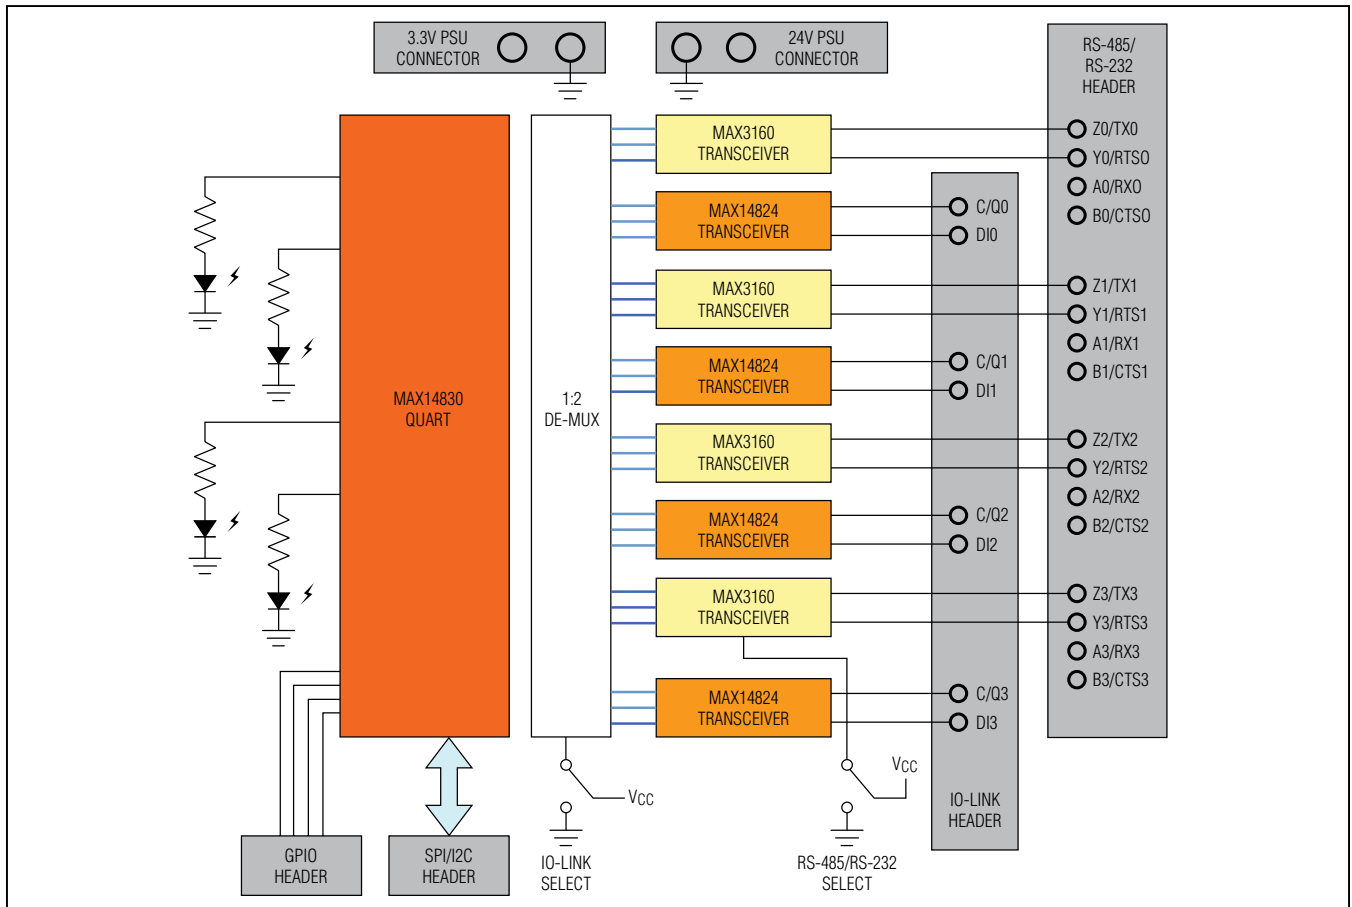 3.3V PSU
CONNECTOR
24V PSU
CONNECTOR
RS-485/
RS-232
HEADER
MAX14830
QUART
1:2
DE-MUX
MAX3160
TRANSCEIVER
MAX14824
TRANSCEIVER
MAX3160
TRANSCEIVER
MAX14824
TRANSCEIVER
MAX3160
TRANSCEIVER
MAX14824
TRANSCEIVER
MAX3160
TRANSCEIVER
MAX14824
TRANSCEIVER
C/Q0
DI0
C/Q1
DI1
C/Q2
DI2
C/Q3
DI3
IO-LINK
HEADER
Z0/TX0
Y0/RTSO
A0/RXO
B0/CTSO
Z1/TX1
Y1/RTS1
A1/RX1
B1/CTS1
Z2/TX2
Y2/RTS2
A2/RX2
B2/CTS2
Z3/TX3
Y3/RTS3
A3/RX3
B3/CTS3
GPIO
HEADER
SPI/I2C
HEADER
VCC
IO-LINK
SELECT
VCC
RS-485/RS-232
SELECT